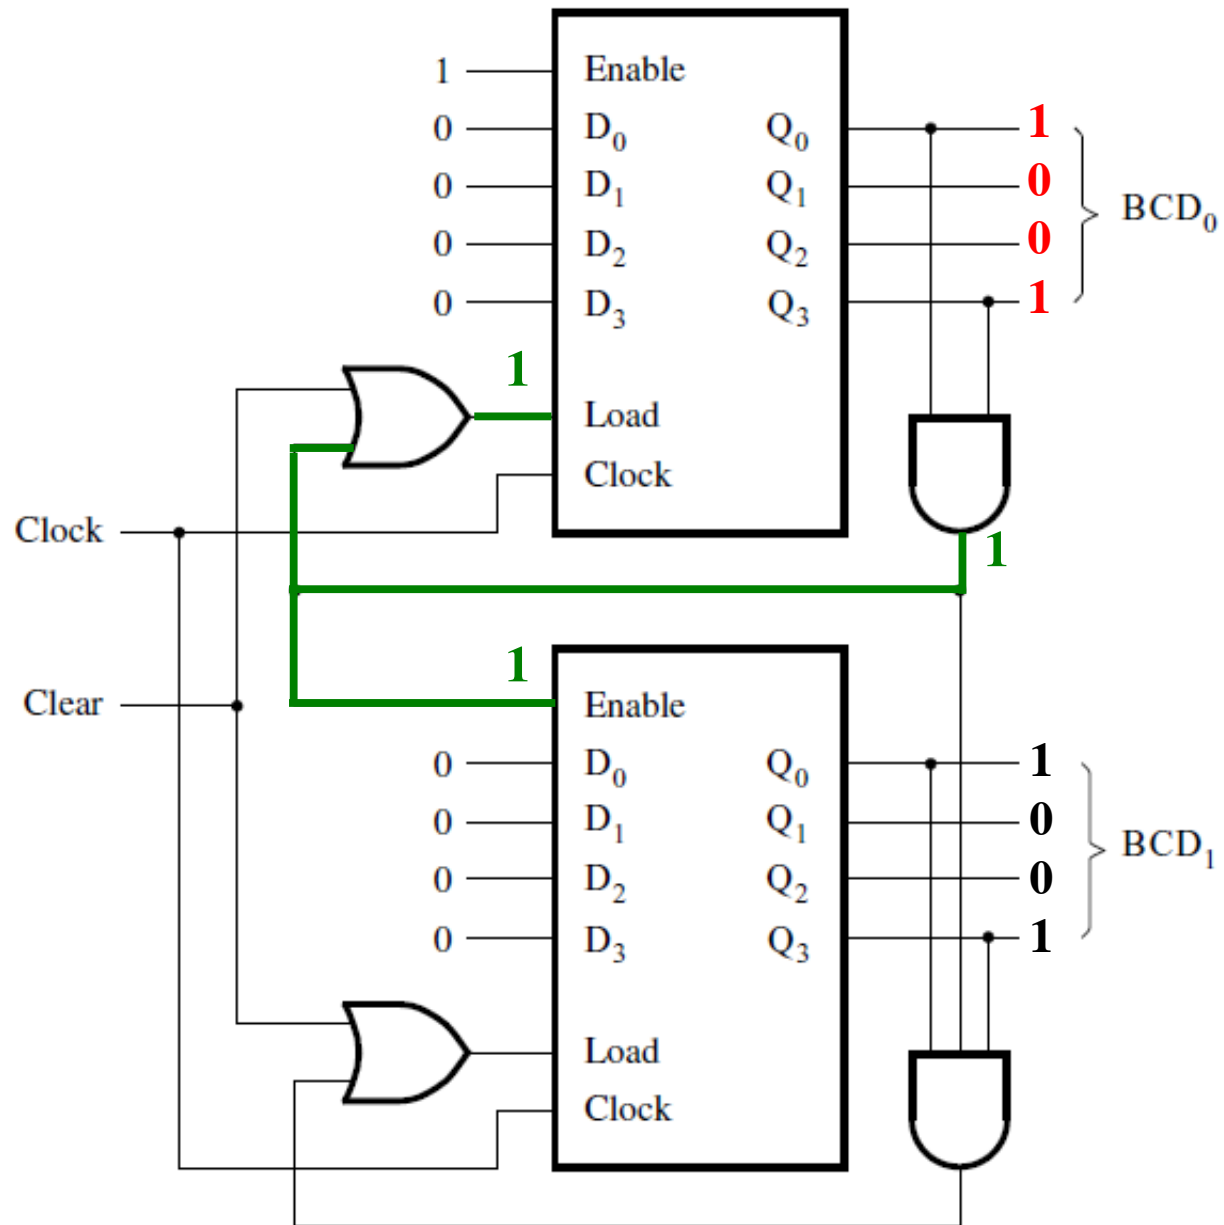 1 Enable
0 D0 Q0 1
0 D1 Q1 0
0 D2 Q2 0
0 D3 Q3 1
BCD0
1
Load
Clock
Clock
1
1
Clear
Enable
0 D0 Q0 1
0 D1 Q1 0
0 D2 Q2 0
0 D3 Q3 1
BCD1
Load
Clock